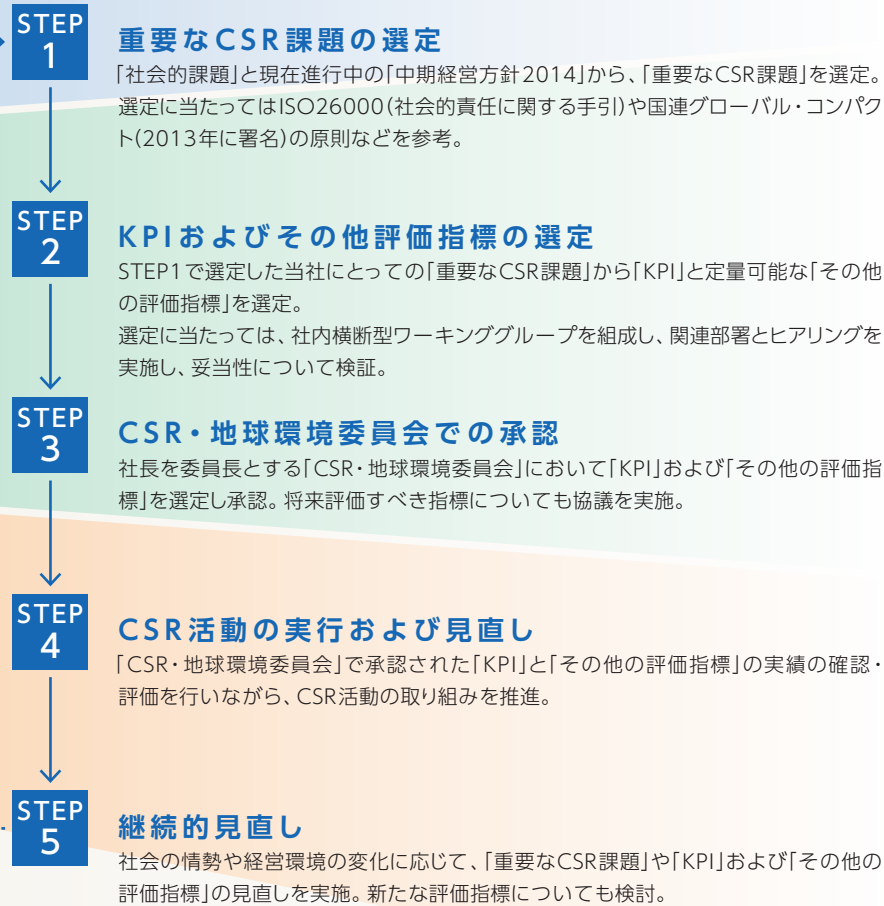 STEP
1
重要なCSR課題の選定
「社会的課題」と現在進行中の「中期経営方針2014」から、「重要なCSR課題」を選定。
選定に当たってはISO26000(社会的責任に関する手引)や国連グローバル・コンパク
ト(2013年に署名)の原則などを参考。
STEP
2
KPIおよびその他評価指標の選定
STEP1で選定した当社にとっての「重要なCSR課題」から「KPI」と定量可能な「その他
の評価指標」を選定。
選定に当たっては、社内横断型ワーキンググループを組成し、関連部署とヒアリングを
実施し、妥当性について検証。
STEP
3
CSR・地球環境委員会での承認
社長を委員長とする「CSR・地球環境委員会」において「KPI」および「その他の評価指
標」を選定し承認。将来評価すべき指標についても協議を実施。
STEP
4
CSR活動の実行および見直し
「CSR・地球環境委員会」で承認された「KPI」と「その他の評価指標」の実績の確認・
評価を行いながら、CSR活動の取り組みを推進。
STEP
5
継続的見直し
社会の情勢や経営環境の変化に応じて、「重要なCSR課題」や「KPI」および「その他の
評価指標」の見直しを実施。新たな評価指標についても検討。